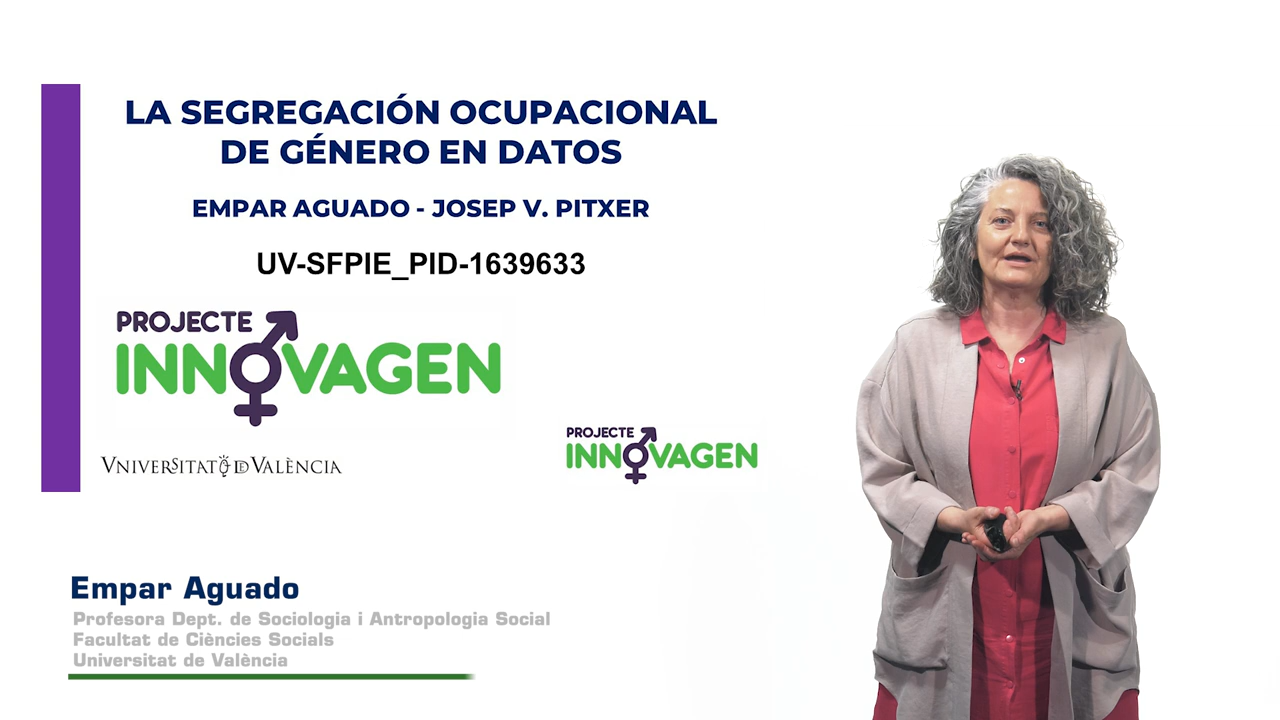 LA SEGREGACIÓN OCUPACIONAL
DE GÉNERO EN DATOS
EMPAR AGUADO - JOSEP V. PITXER
UV-SFPIE_PID-1639633
PROJECTE
INNOVAGEN
VNIVERSITAT DE VALÈNCIA
PROJECTE
INNOVAGEN
Empar Aguado
Profesora Dept. de Sociologia i Antropologia Social
Facultat de Ciències Socials
Universitat de València